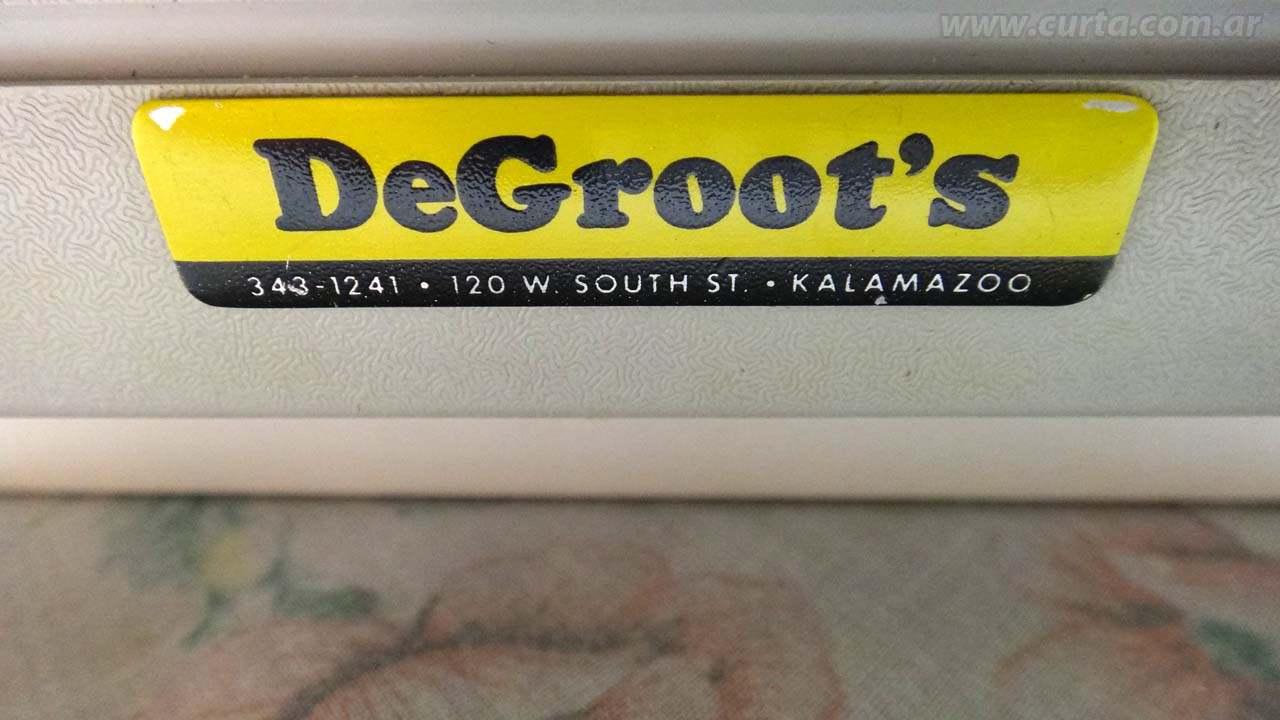 www.curta.com.ar
DeGroot's
343-1241 • 120 W. SOUTH ST. • KALAMAZOO